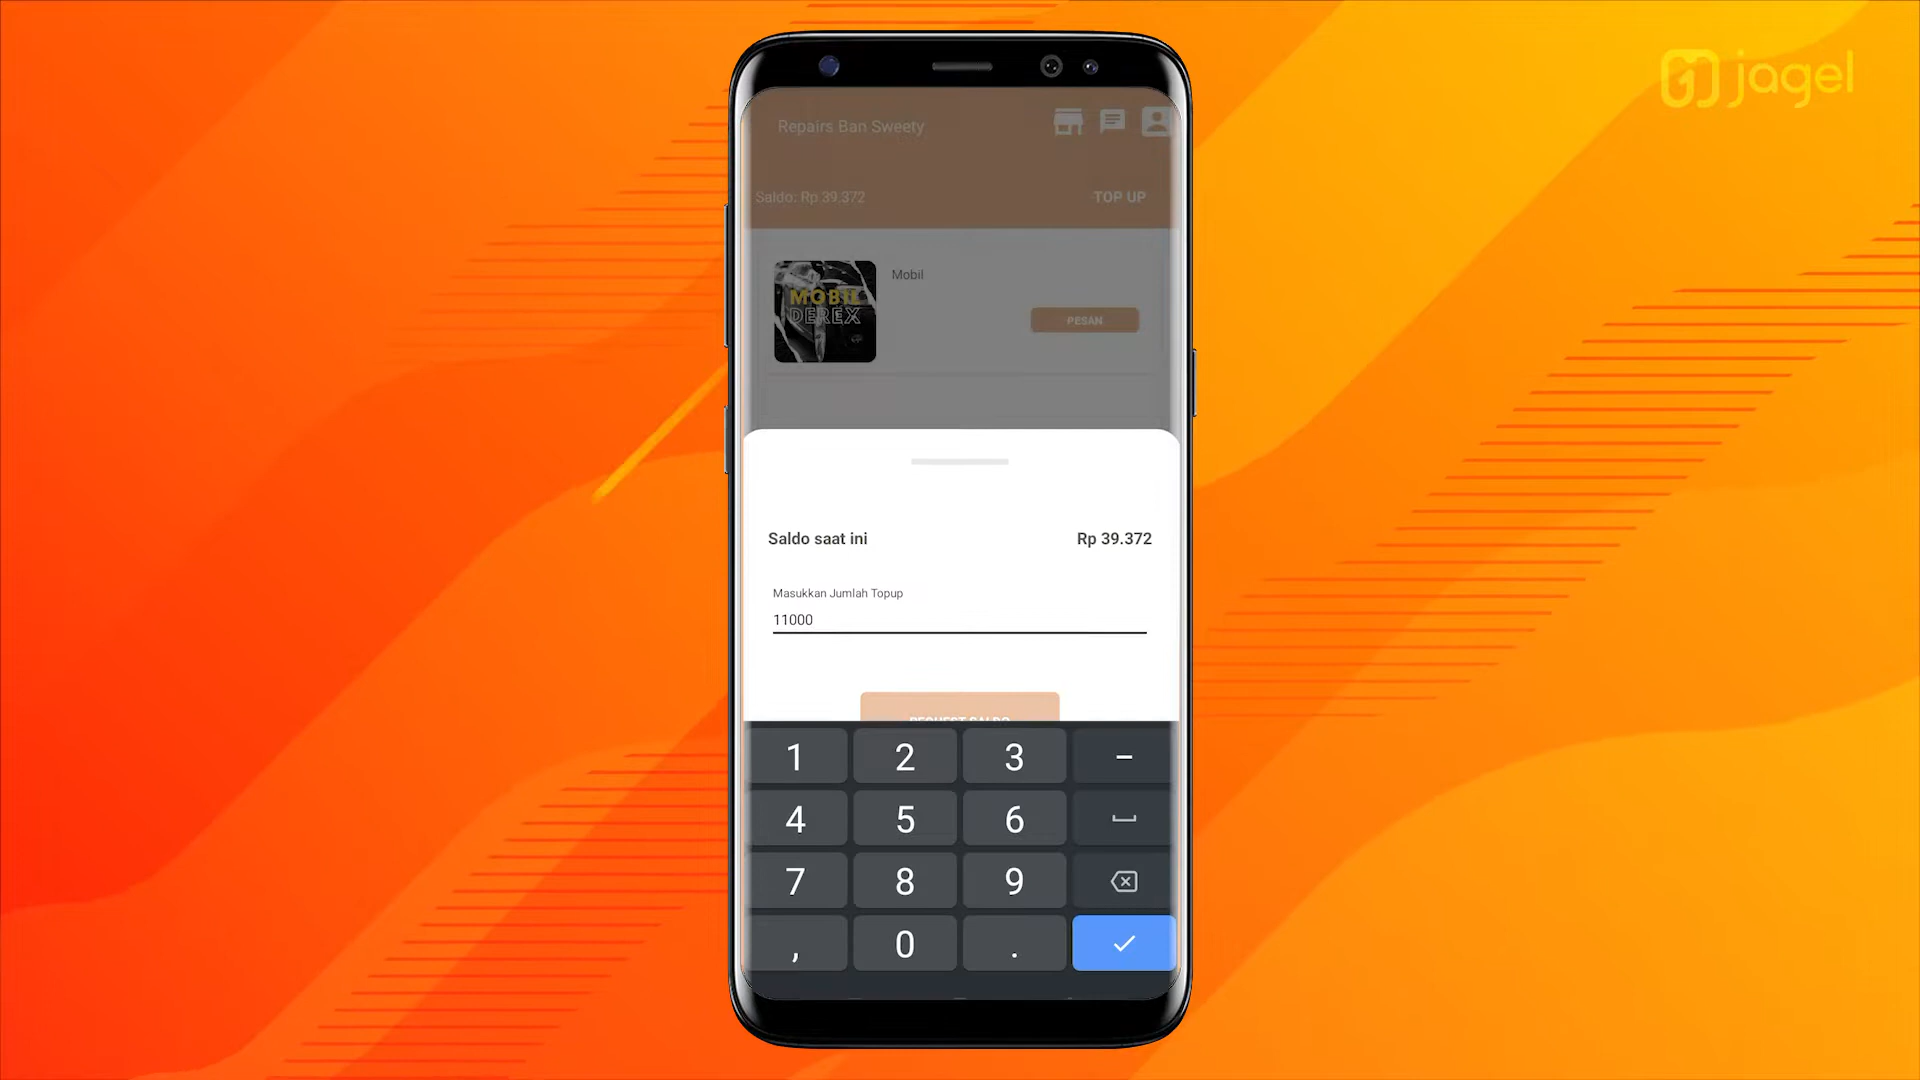 jagel
Repairs Ban Sweety
Saldo: Rp 39.372
TOP UP
MOBIL
DEREX
Mobil
PESAN
Saldo saat ini
Rp 39.372
Masukkan Jumlah Topup
11000
REQUEST SALDO
1 2 3 –
4 5 6
7 8 9
, 0 .